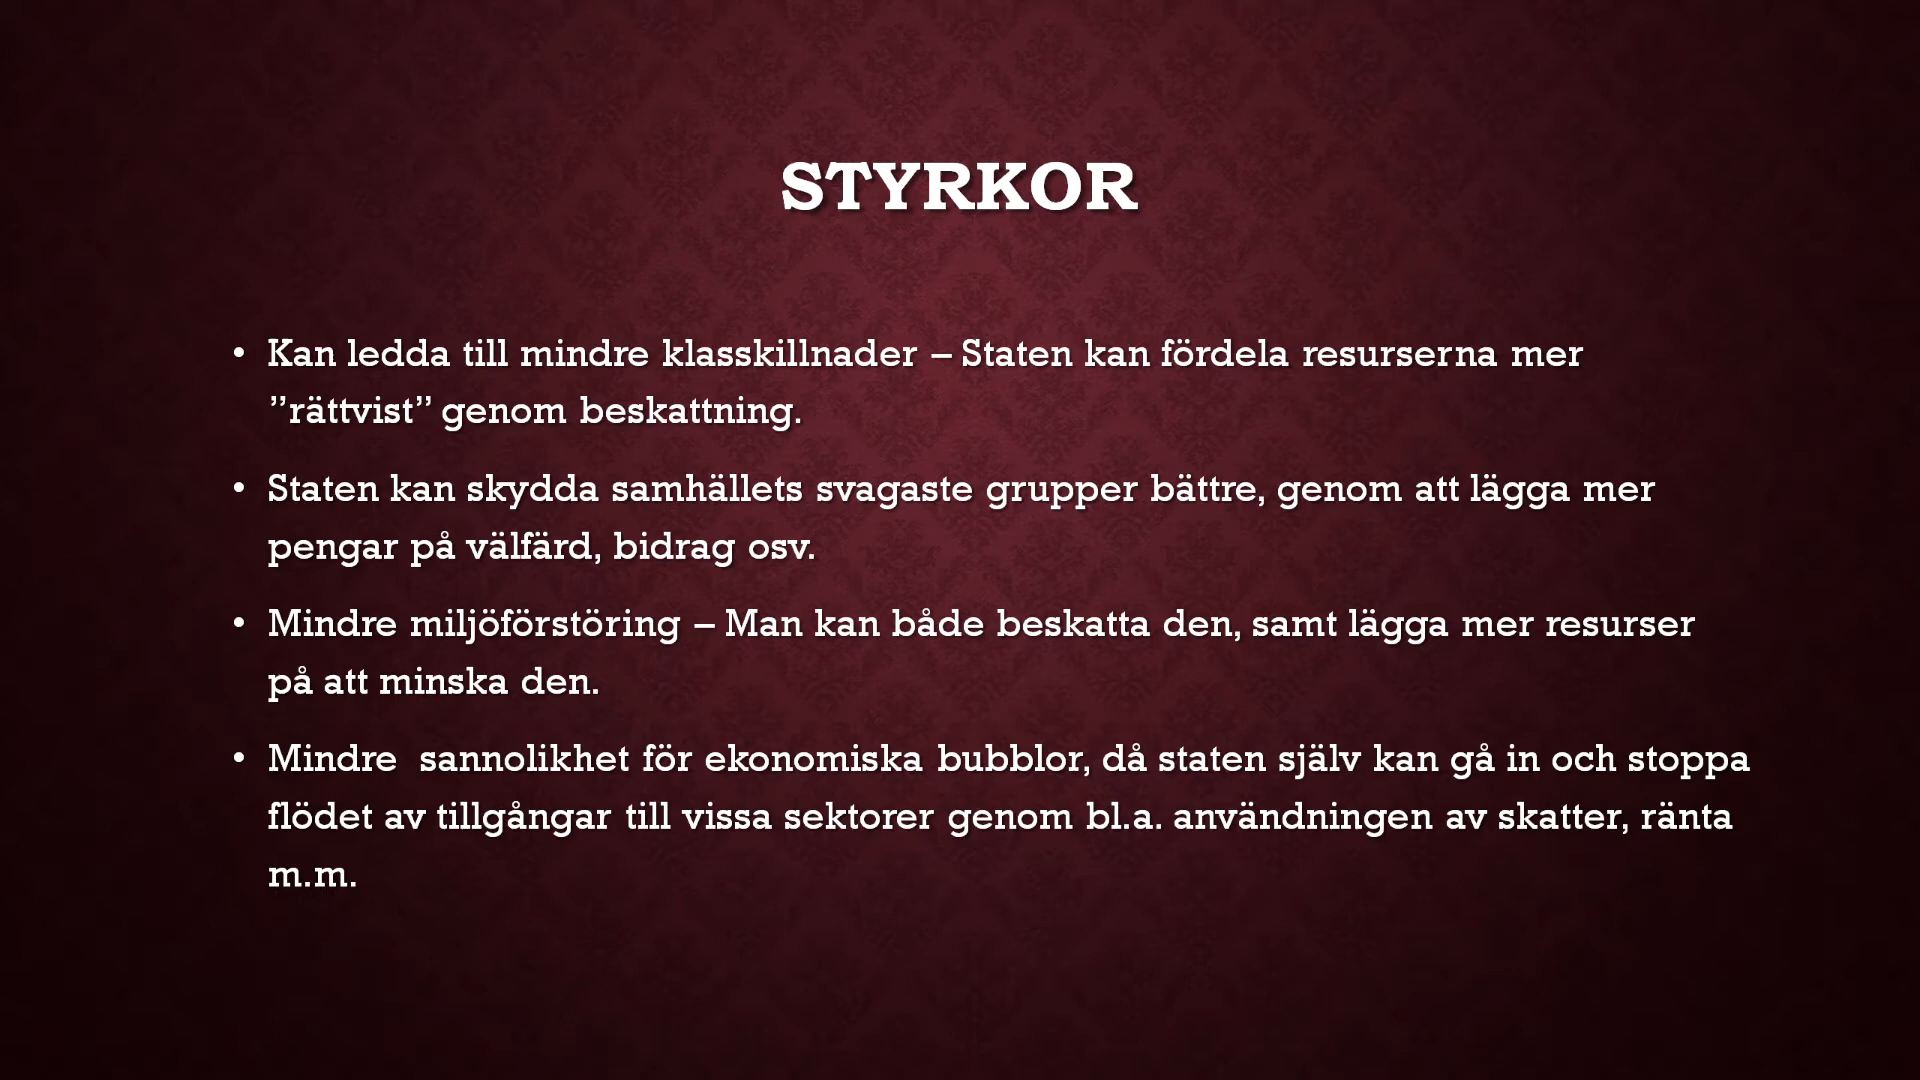 STYRKOR
• Kan ledda till mindre klasskillnader – Staten kan fördela resurserna mer
”rättvist” genom beskattning.
• Staten kan skydda samhällets svagaste grupper bättre, genom att lägga mer
pengar på välfärd, bidrag osv.
• Mindre miljöförstöring – Man kan både beskatta den, samt lägga mer resurser
på att minska den.
• Mindre  sannolikhet för ekonomiska bubblor, då staten själv kan gå in och stoppa
flödet av tillgångar till vissa sektorer genom bl.a. användningen av skatter, ränta
m.m.